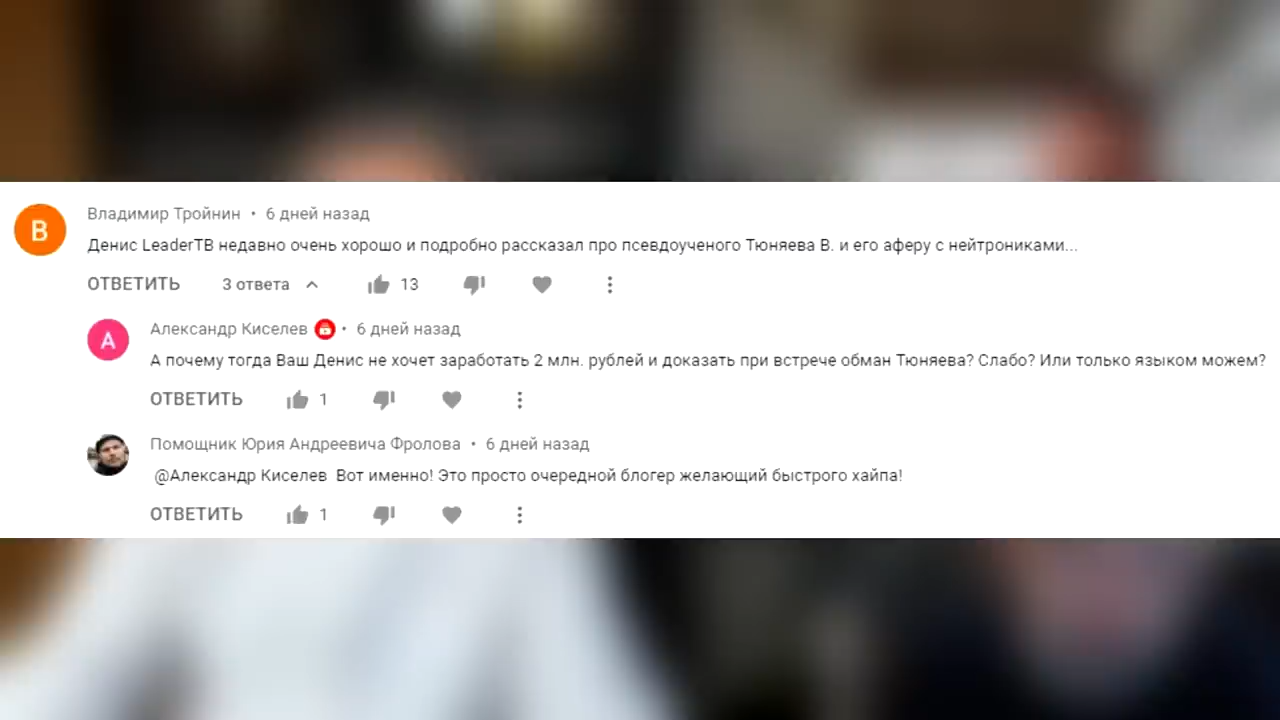 В
Владимир Тройнин • 6 дней назад
Денис LeaderТВ недавно очень хорошо и подробно рассказал про псевдоученого Тюняева В. и его аферу с нейтрониками...
ОТВЕТИТЬ 3 ответа 13
А
Александр Киселев • 6 дней назад
А почему тогда Ваш Денис не хочет заработать 2 млн. рублей и доказать при встрече обман Тюняева? Слабо? Или только языком можем?
ОТВЕТИТЬ 1
Помощник Юрия Андреевича Фролова • 6 дней назад
@Александр Киселев Вот именно! Это просто очередной блогер желающий быстрого хайпа!
ОТВЕТИТЬ 1